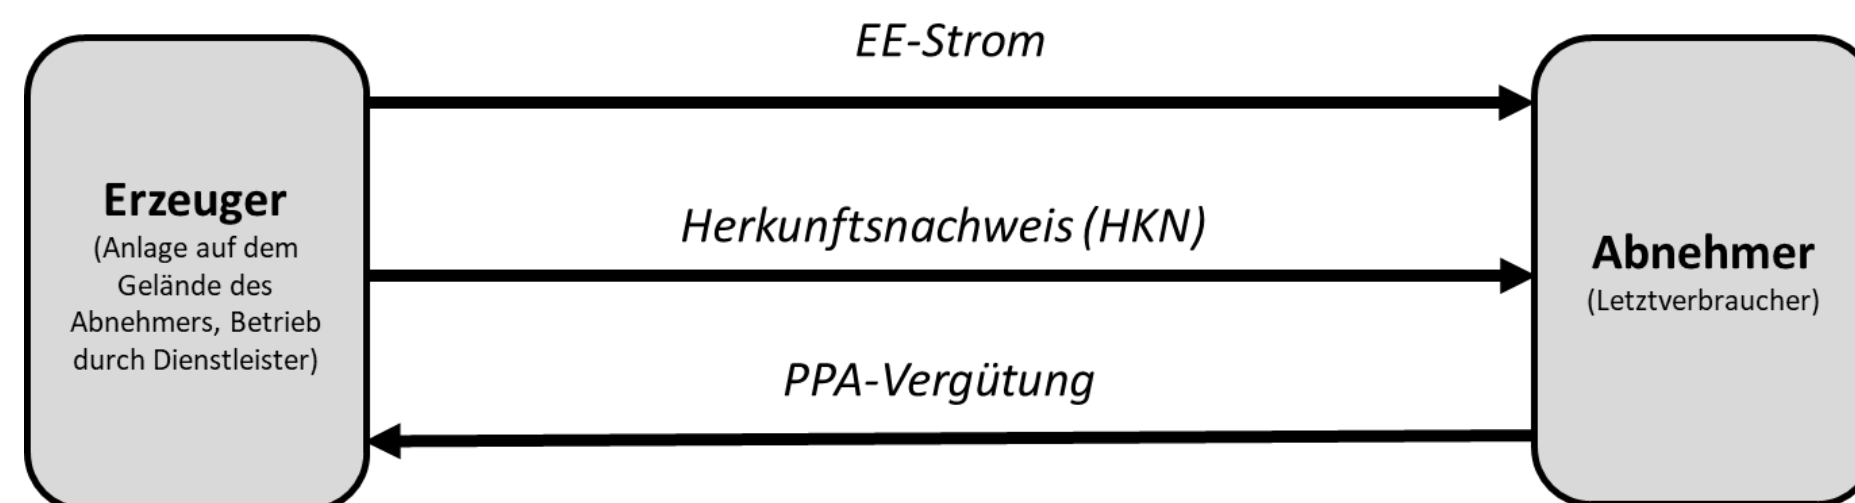 EE-Strom
Erzeuger
(Anlage auf dem
Gelände des
Abnehmers, Betrieb
durch Dienstleister)
Herkunftsnachweis (HKN)
PPA-Vergütung
Abnehmer
(Letztverbraucher)